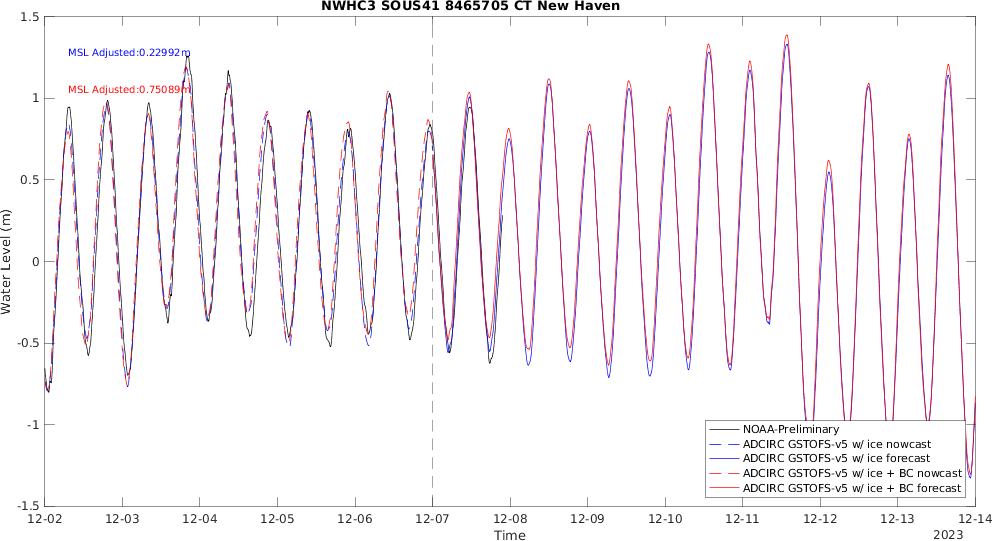 NWHC3 SOUS41 8465705 CT New Haven
1.5
MSL Adjusted:0.22992m
MSL Adjusted:0.75089m
1
0.5
0
-0.5
-1
-1.5
Water Level (m)
NOAA-Preliminary
ADCIRC GSTOFS-v5 w/ ice nowcast
ADCIRC GSTOFS-v5 w/ ice forecast
ADCIRC GSTOFS-v5 w/ ice + BC nowcast
ADCIRC GSTOFS-v5 w/ ice + BC forecast
12-02 12-03 12-04 12-05 12-06 12-07 12-08 12-09 12-10 12-11 12-12 12-13 12-14
Time
2023